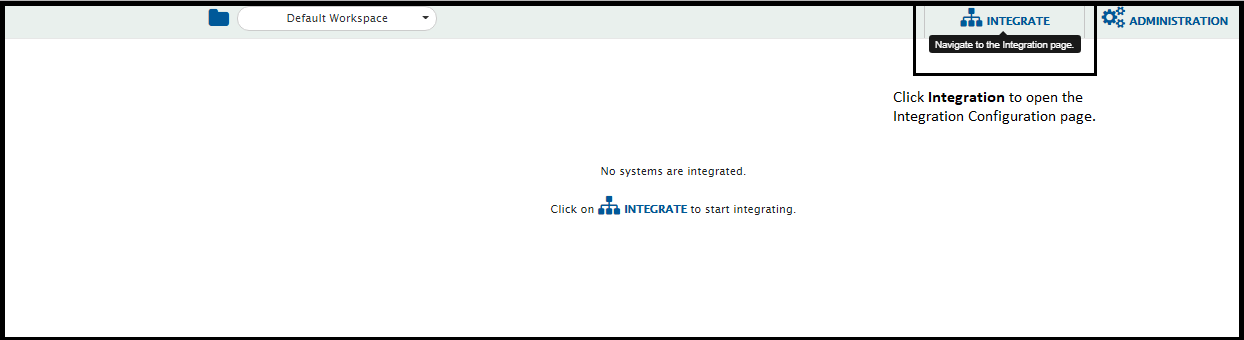 Default Workspace
INTEGRATE
ADMINISTRATION
Navigate to the Integration page.
Click Integration to open the
Integration Configuration page.
No systems are integrated.
Click on INTEGRATE to start integrating.